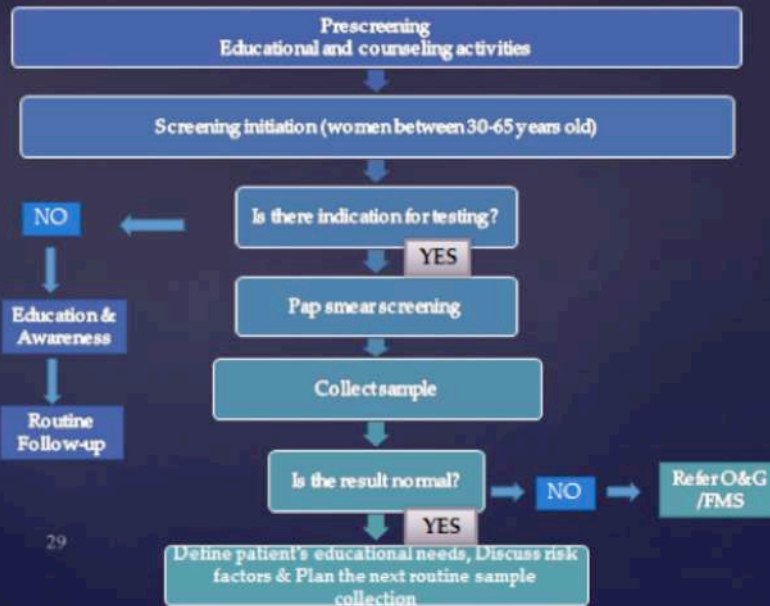 Prescreening
Educational and counseling activities
Screening initiation (women between 30-65 years old)
Is there indication for testing?
NO
YES
Education &
Awareness
Pap smear screening
Collect sample
Routine
Follow-up
Is the result normal?
NO
Refer O&G
/FMS
YES
29
Define patient's educational needs, Discuss risk
factors & Plan the next routine sample
collection